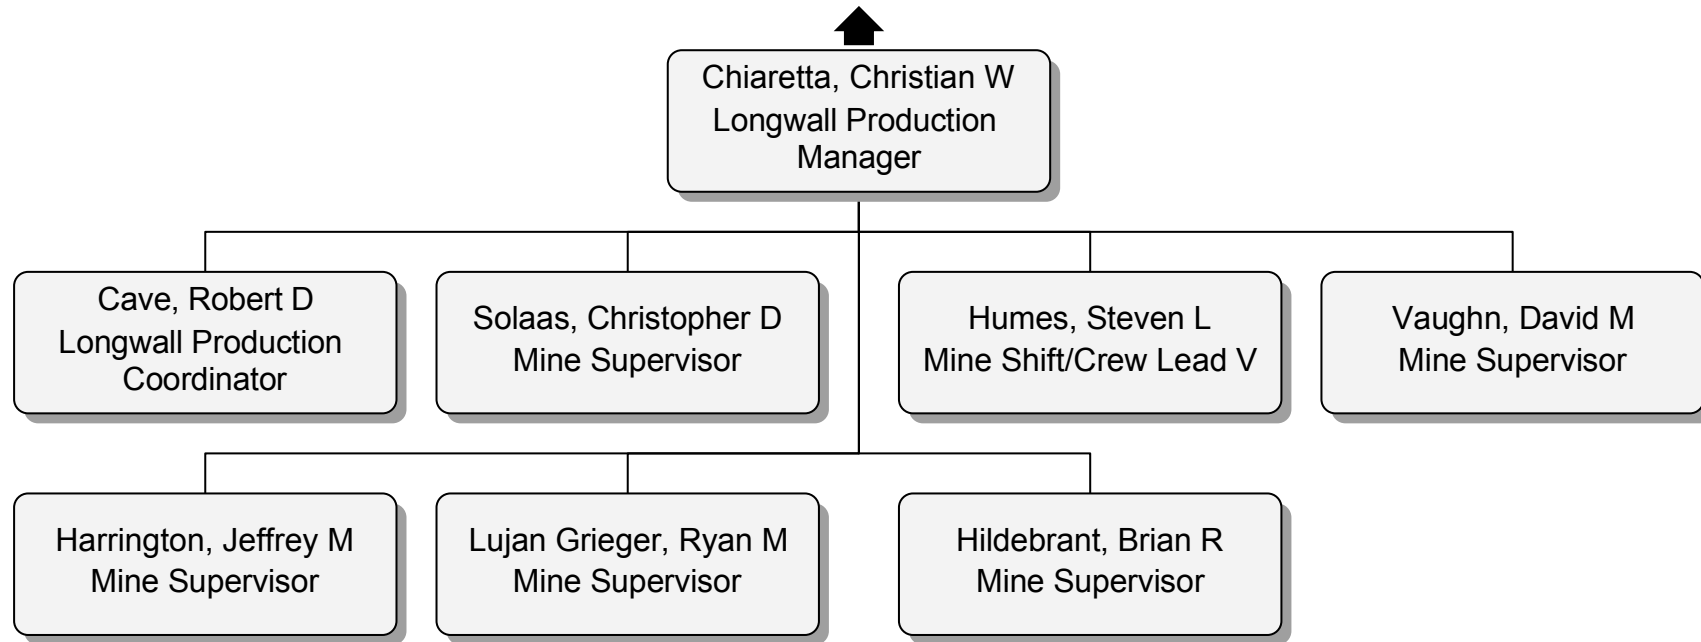 Chiaretta, Christian W
Longwall Production
Manager
Cave, Robert D
Longwall Production
Coordinator
Solaas, Christopher D
Mine Supervisor
Humes, Steven L
Mine Shift/Crew Lead V
Vaughn, David M
Mine Supervisor
Harrington, Jeffrey M
Mine Supervisor
Lujan Grieger, Ryan M
Mine Supervisor
Hildebrant, Brian R
Mine Supervisor